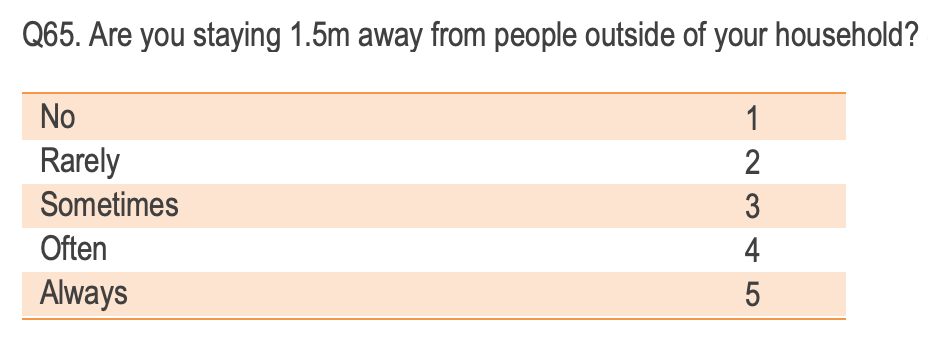 Q65. Are you staying 1.5m away from people outside of your household?
No 1
Rarely 2
Sometimes 3
Often 4
Always 5